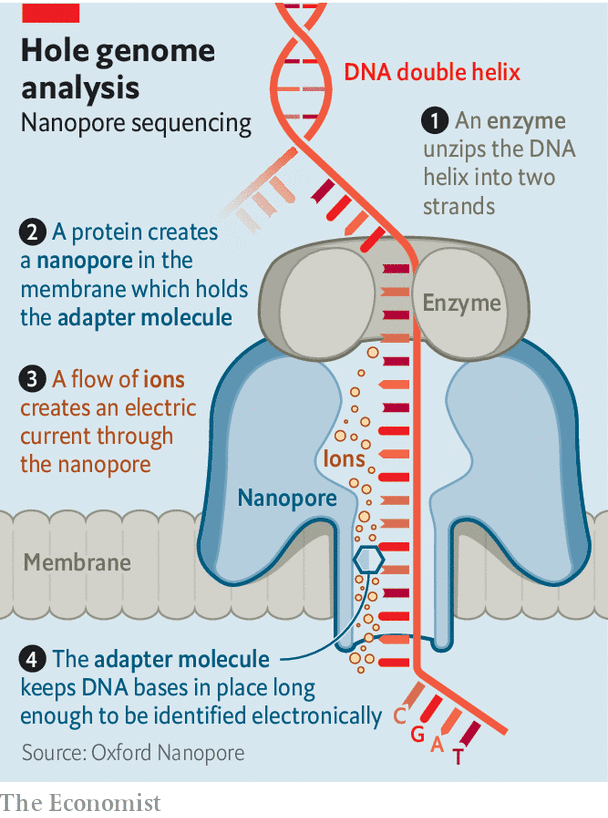 Hole genome
analysis
Nanopore sequencing
DNA double helix
1 An enzyme
unzips the DNA
helix into two
strands
2 A protein creates
a nanopore in the
membrane which holds
the adapter molecule
Enzyme
3 A flow of ions
creates an electric
current through
the nanopore
Ions
Nanopore
Membrane
4 The adapter molecule
keeps DNA bases in place long
enough to be identified electronically
C
G
A
T
Source: Oxford Nanopore
The Economist